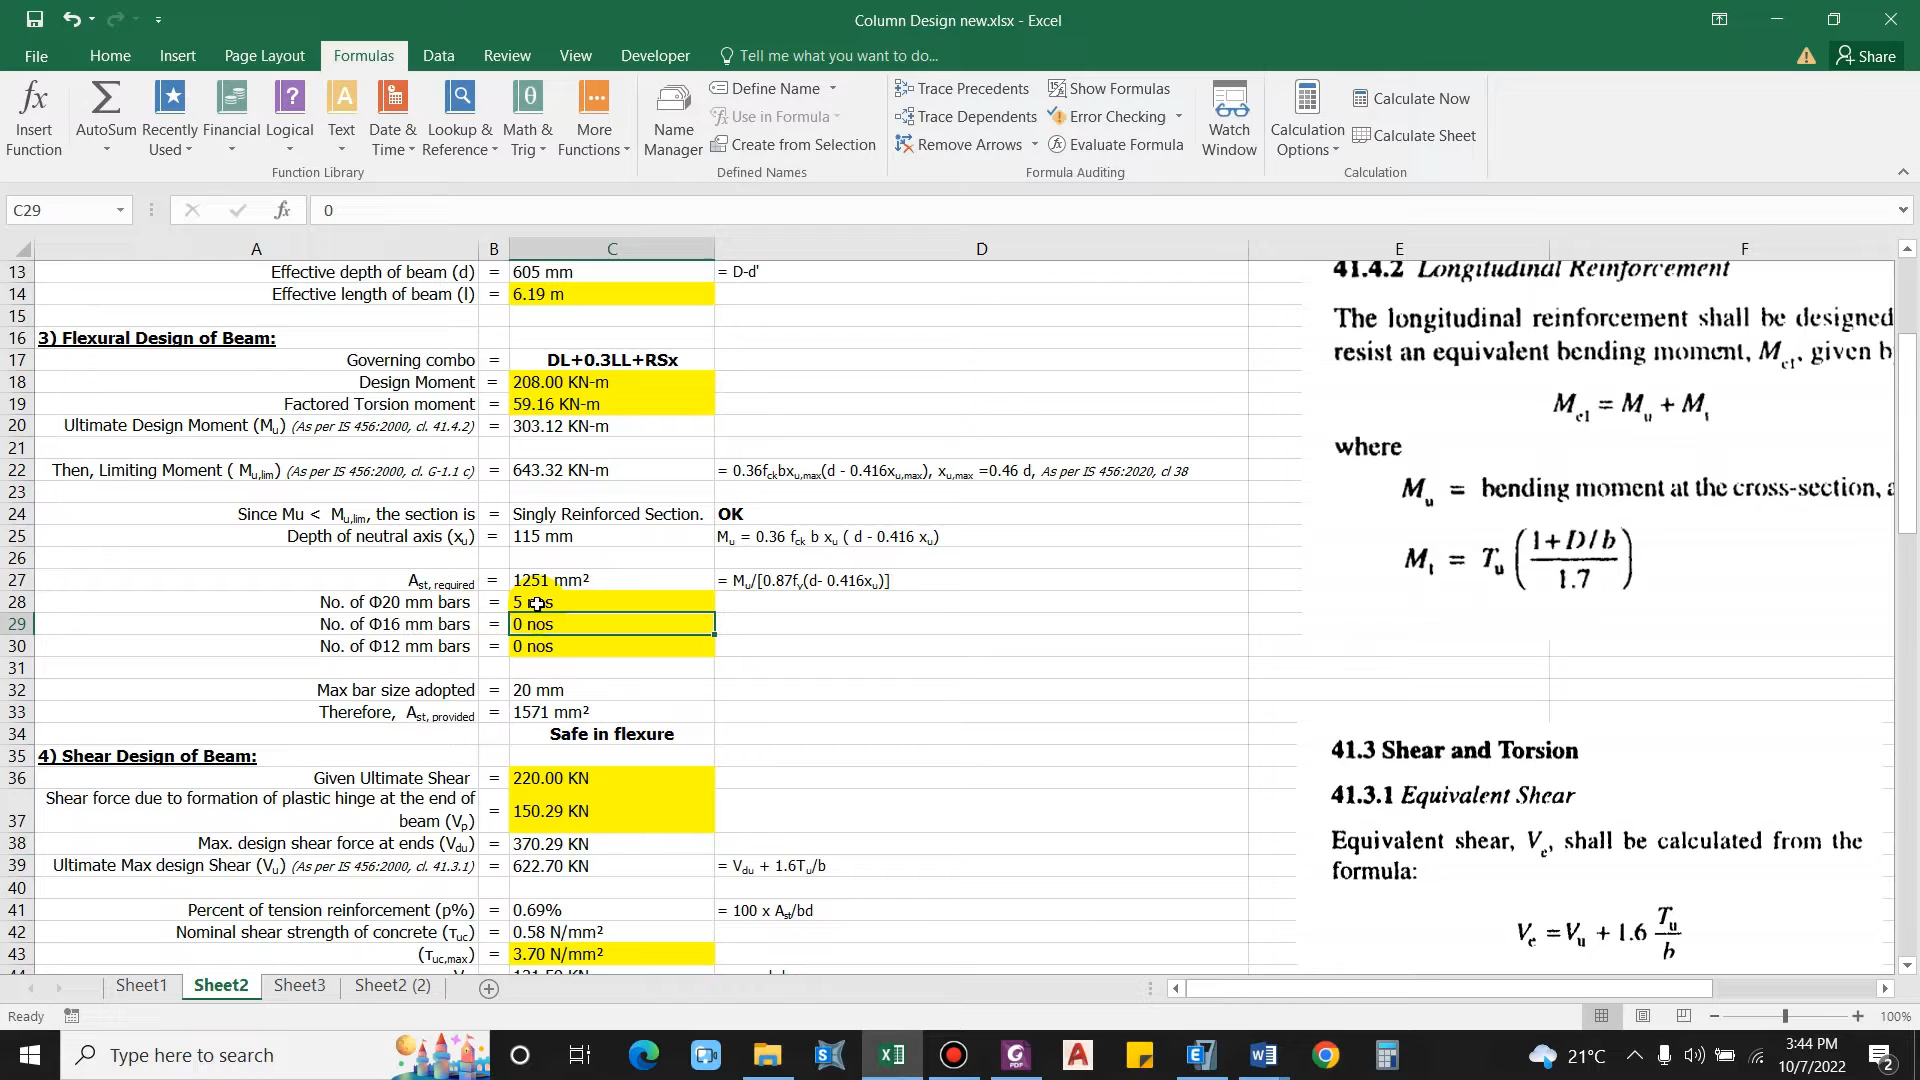 Column Design new.xlsx - Excel
File Home Insert Page Layout Formulas Data Review View Developer Tell me what you want to do... Share
fx Insert Function
AutoSum Recently Used Financial Logical Text Date & Time Lookup & Reference Math & Trig More Functions
Function Library
Name Manager
Define Name
Use in Formula
Create from Selection
Defined Names
Trace Precedents Show Formulas
Trace Dependents Error Checking
Remove Arrows Evaluate Formula
Formula Auditing
Watch Window
Calculation Options
Calculate Now
Calculate Sheet
Calculation
C29 fx 0
A B C D E F
13 Effective depth of beam (d) = 605 mm = D-d'
14 Effective length of beam (l) = 6.19 m
15
16 3) Flexural Design of Beam:
17 Governing combo = DL+0.3LL+RSx
18 Design Moment = 208.00 KN-m
19 Factored Torsion moment = 59.16 KN-m
20 Ultimate Design Moment (Mu) (As per IS 456:2000, cl. 41.4.2) = 303.12 KN-m
21
22 Then, Limiting Moment ( Mu,lim) (As per IS 456:2000, cl. G-1.1 c) = 643.32 KN-m = 0.36fckbxu,max(d - 0.416xu,max), xu,max =0.46 d, As per IS 456:2020, cl 38
23
24 Since Mu < Mu,lim, the section is = Singly Reinforced Section. OK
25 Depth of neutral axis (xu) = 115 mm Mu = 0.36 fck b xu ( d - 0.416 xu)
26
27 Ast, required = 1251 mm² = Mu/[0.87fy(d- 0.416xu)]
28 No. of Φ20 mm bars = 5 nos
29 No. of Φ16 mm bars = 0 nos
30 No. of Φ12 mm bars = 0 nos
31
32 Max bar size adopted = 20 mm
33 Therefore, Ast, provided = 1571 mm²
34 Safe in flexure
35 4) Shear Design of Beam:
36 Given Ultimate Shear = 220.00 KN
Shear force due to formation of plastic hinge at the end of
37 beam (Vp) = 150.29 KN
38 Max. design shear force at ends (Vdu) = 370.29 KN
39 Ultimate Max design Shear (Vu) (As per IS 456:2000, cl. 41.3.1) = 622.70 KN = Vdu + 1.6Tu/b
40
41 Percent of tension reinforcement (p%) = 0.69% = 100 x Ast/bd
42 Nominal shear strength of concrete (τuc) = 0.58 N/mm²
43 (τuc,max) = 3.70 N/mm²
41.4.2 Longitudinal Reinforcement
The longitudinal reinforcement shall be designed
resist an equivalent bending moment, Me1, given b
Me1 = Mu + Mt
where
Mu = bending moment at the cross-section, a
Mt = Tu ( 1+D/b / 1.7 )
41.3 Shear and Torsion
41.3.1 Equivalent Shear
Equivalent shear, Ve, shall be calculated from the
formula:
Ve = Vu + 1.6 Tu / b
Sheet1 Sheet2 Sheet3 Sheet2 (2)
Ready 100%
Type here to search
21°C
3:44 PM
10/7/2022
2